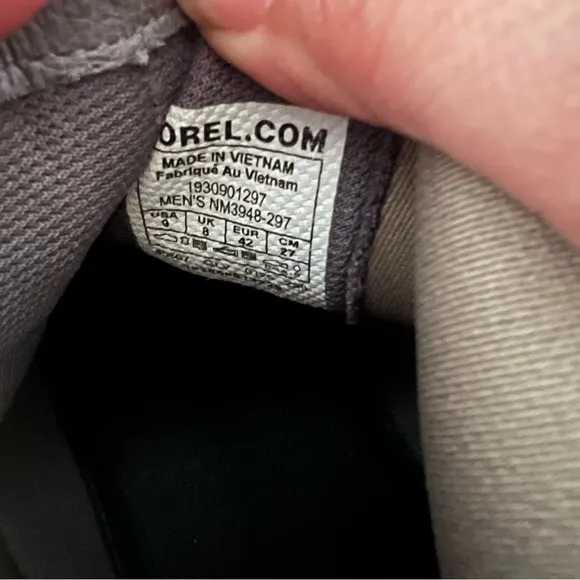 OREL.COM
MADE IN VIETNAM
Fabriqué Au Vietnam
1930901297
MEN'S NM3948-297
USA UK EUR CM
9 8 42 27